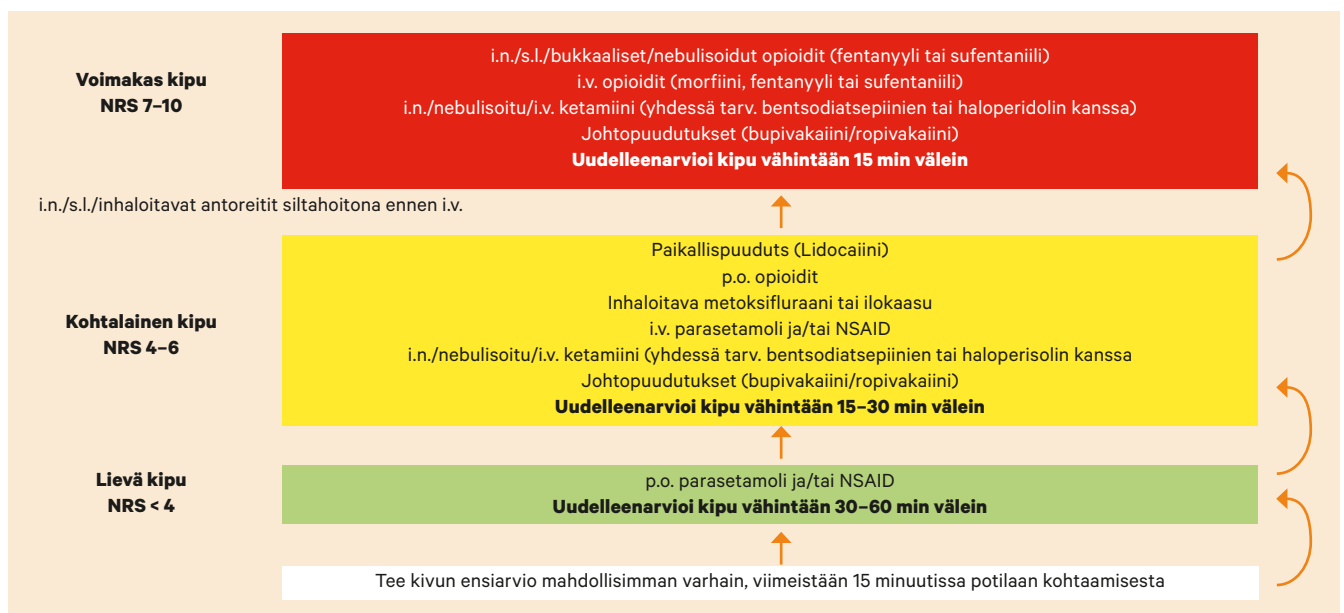 Voimakas kipu
NRS 7–10
i.n./s.l./bukkaaliset/nebulisoidut opioidit (fentanyyli tai sufentaniili)
i.v. opioidit (morfiini, fentanyyli tai sufentaniili)
i.n./nebulisoitu/i.v. ketamiini (yhdessä tarv. bentsodiatsepiinien tai haloperidolin kanssa)
Johtopuudutukset (bupivakaiini/ropivakaiini)
Uudelleenarvioi kipu vähintään 15 min välein
i.n./s.l./inhaloitavat antoreitit siltahoitona ennen i.v.
Kohtalainen kipu
NRS 4–6
Paikallispuuduts (Lidocaiini)
p.o. opioidit
Inhaloitava metoksifluraani tai ilokaasu
i.v. parasetamoli ja/tai NSAID
i.n./nebulisoitu/i.v. ketamiini (yhdessä tarv. bentsodiatsepiinien tai haloperisolin kanssa
Johtopuudutukset (bupivakaiini/ropivakaiini)
Uudelleenarvioi kipu vähintään 15–30 min välein
Lievä kipu
NRS < 4
p.o. parasetamoli ja/tai NSAID
Uudelleenarvioi kipu vähintään 30–60 min välein
Tee kivun ensiarvio mahdollisimman varhain, viimeistään 15 minuutissa potilaan kohtaamisesta